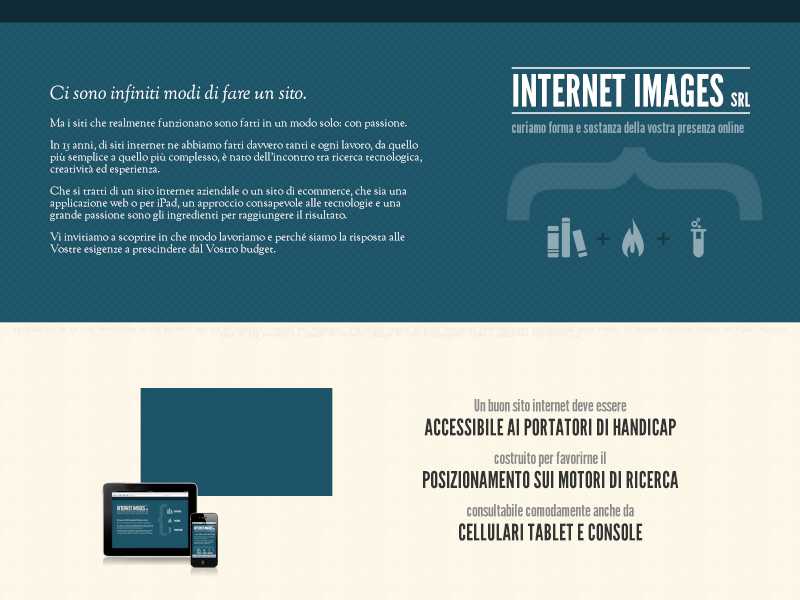 Ci sono infiniti modi di fare un sito.
Ma i siti che realmente funzionano sono fatti in un modo solo: con passione.
In 15 anni, di siti internet ne abbiamo fatti davvero tanti e ogni lavoro, da quello
più semplice a quello più complesso, è nato dell'incontro tra ricerca tecnologica,
creatività ed esperienza.
Che si tratti di un sito internet aziendale o un sito di ecommerce, che sia una
applicazione web o per iPad, un approccio consapevole alle tecnologie e una
grande passione sono gli ingredienti per raggiungere il risultato.
Vi invitiamo a scoprire in che modo lavoriamo e perché siamo la risposta alle
Vostre esigenze a prescindere dal Vostro budget.
INTERNET IMAGES SRL
curiamo forma e sostanza della vostra presenza online
Un buon sito internet deve essere
ACCESSIBILE AI PORTATORI DI HANDICAP
costruito per favorirne il
POSIZIONAMENTO SUI MOTORI DI RICERCA
consultabile comodamente anche da
CELLULARI TABLET E CONSOLE
INTERNET IMAGES